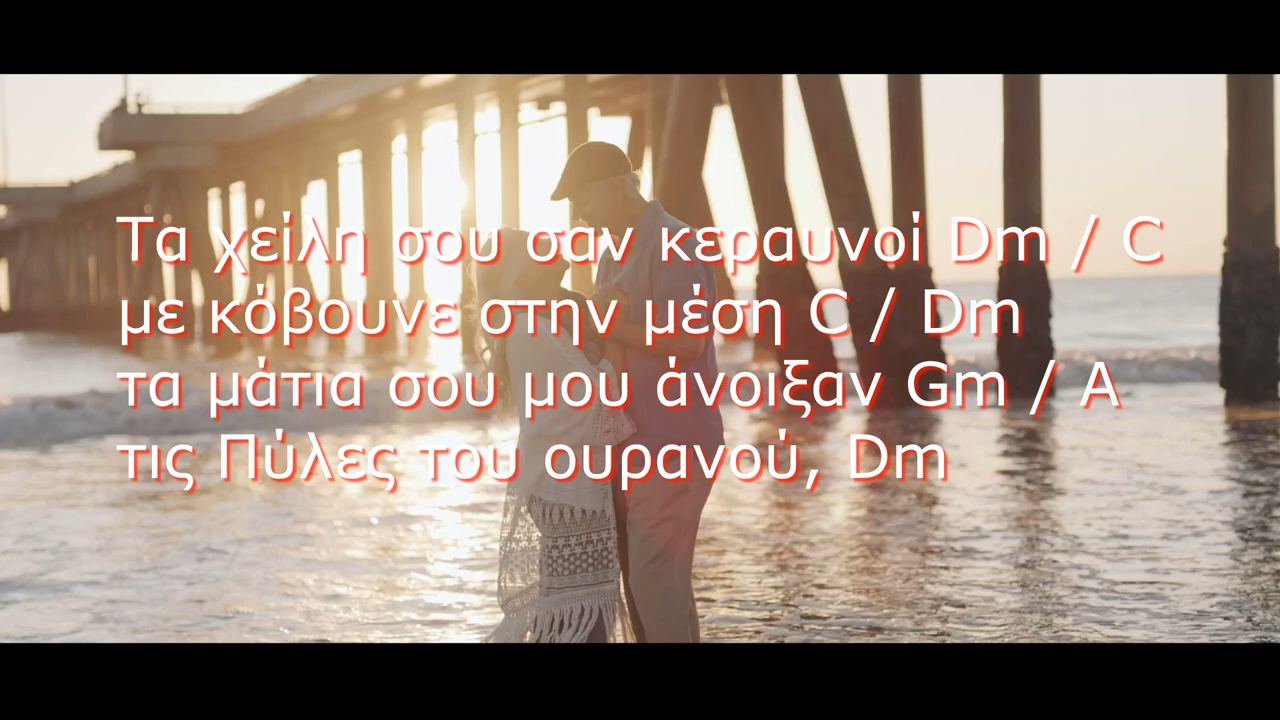 Τα χείλη σου σαν κεραυνοί Dm / C
με κόβουνε στην μέση C / Dm
τα μάτια σου μου άνοιξαν Gm / A
τις Πύλες του ουρανού, Dm